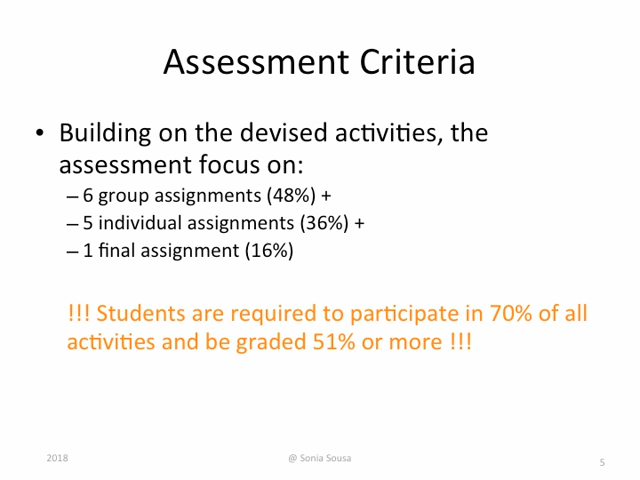 Assessment Criteria
• Building on the devised activities, the
assessment focus on:
– 6 group assignments (48%) +
– 5 individual assignments (36%) +
– 1 final assignment (16%)
!!! Students are required to participate in 70% of all
activities and be graded 51% or more !!!
2018 @ Sonia Sousa 5